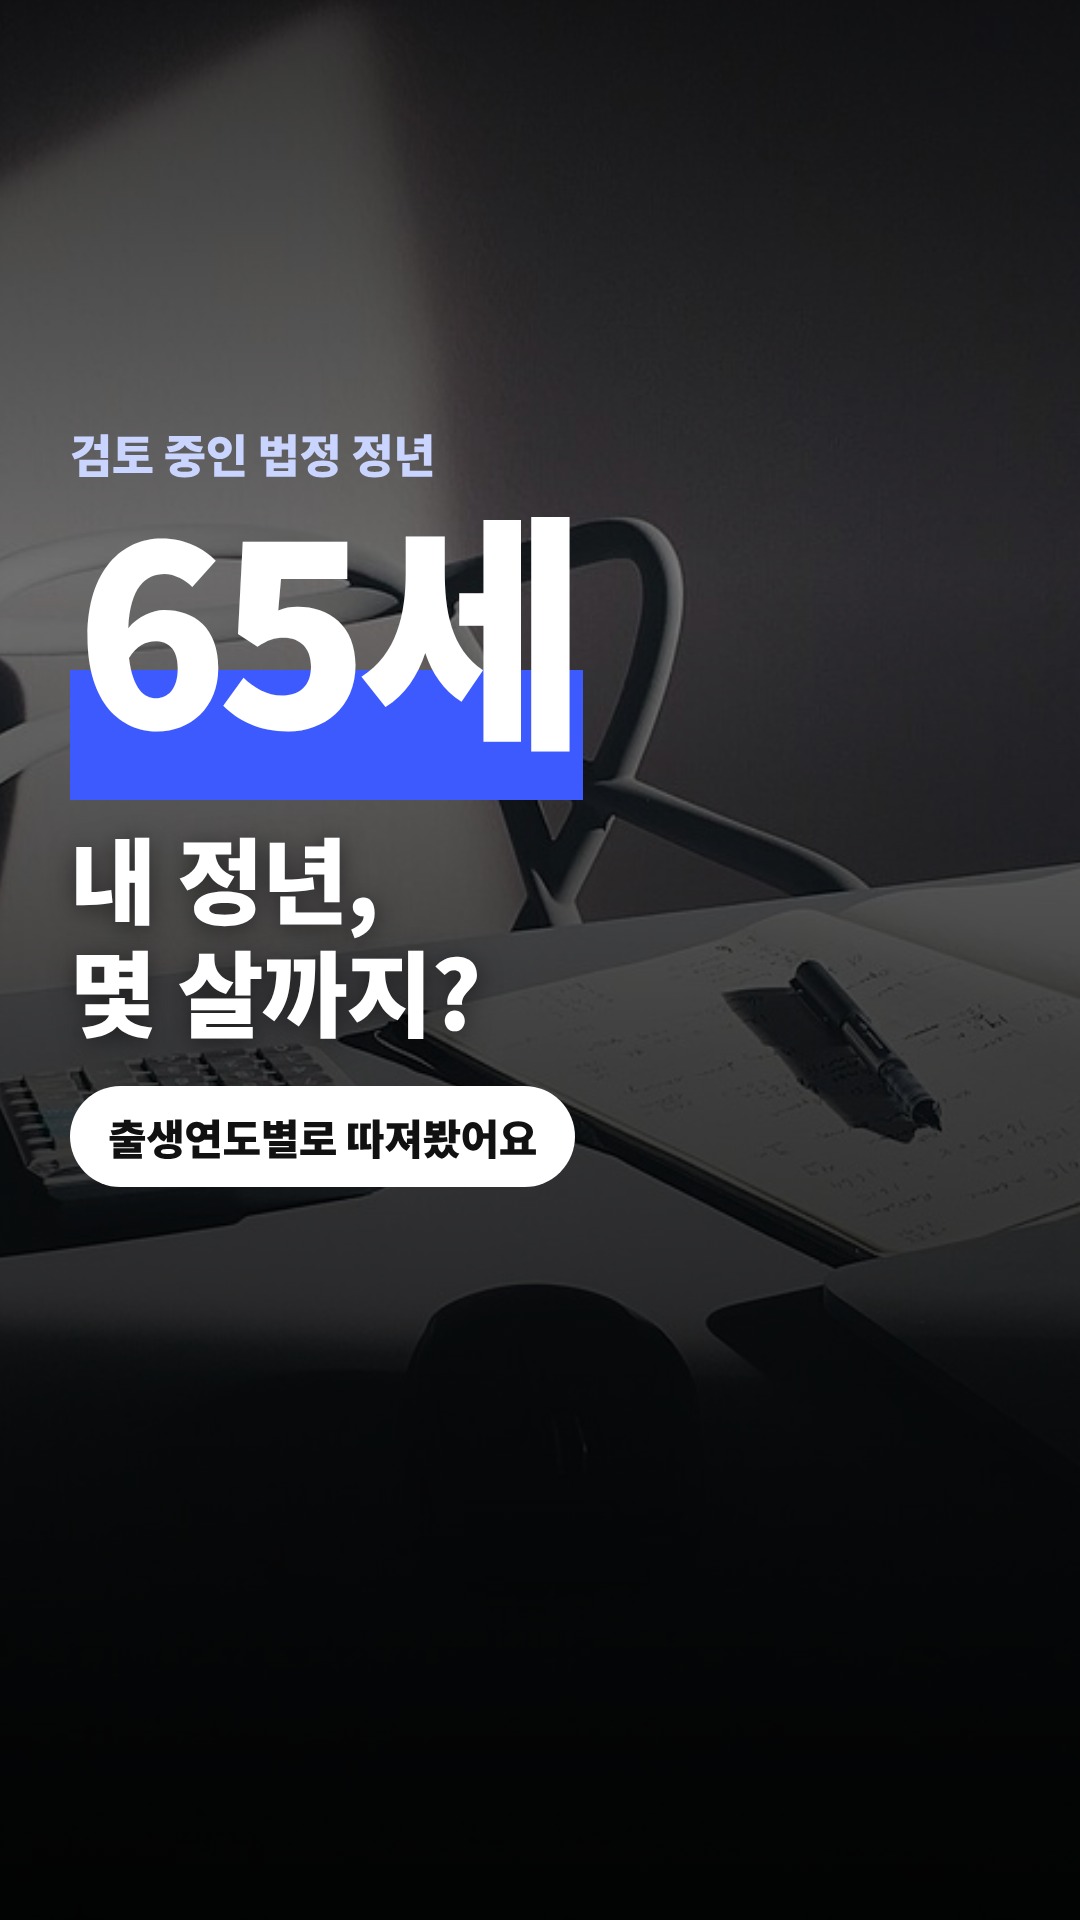 검토 중인 법정 정년
65세
내 정년,
몇 살까지?
출생연도별로 따져봤어요